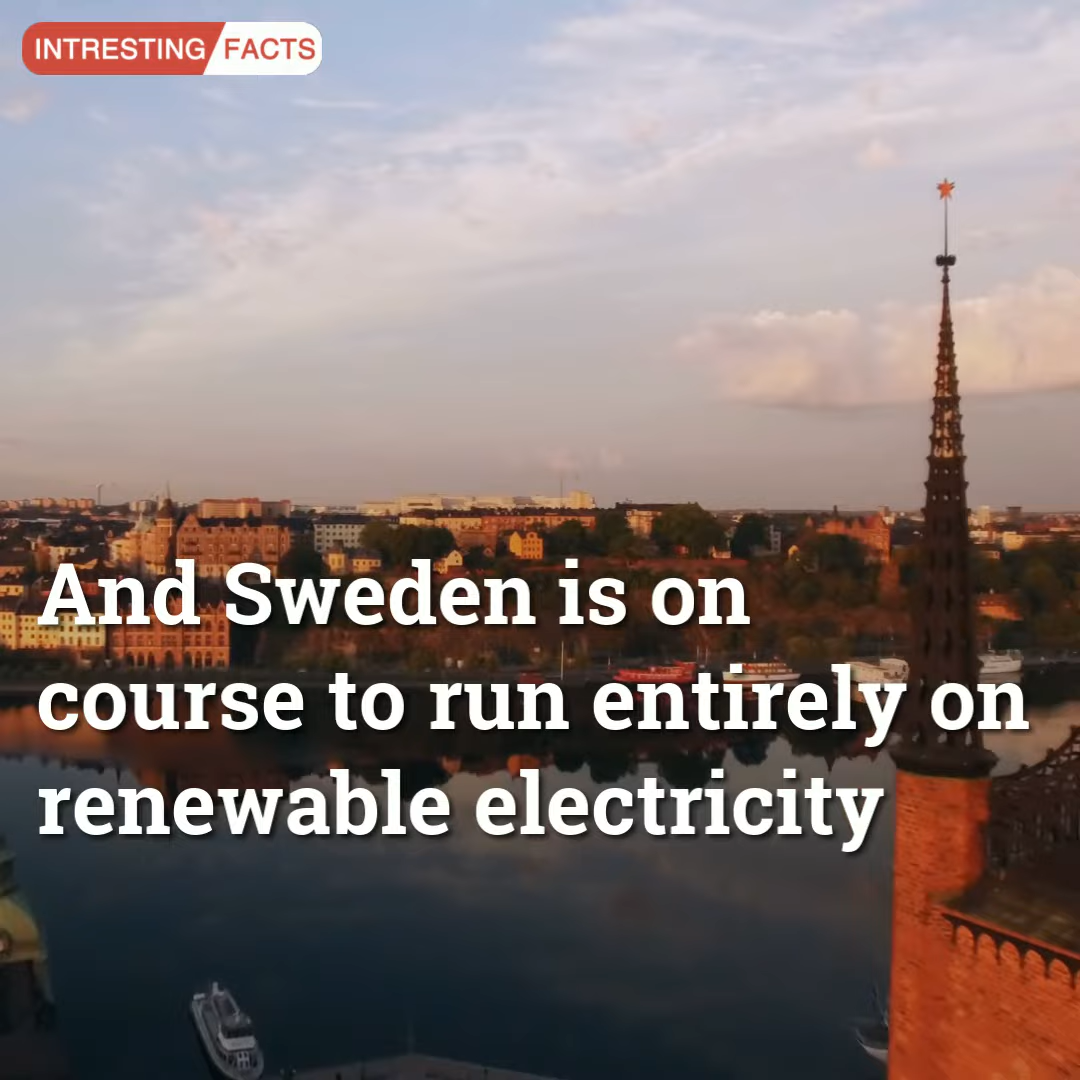 INTRESTING FACTS
And Sweden is on
course to run entirely on
renewable electricity